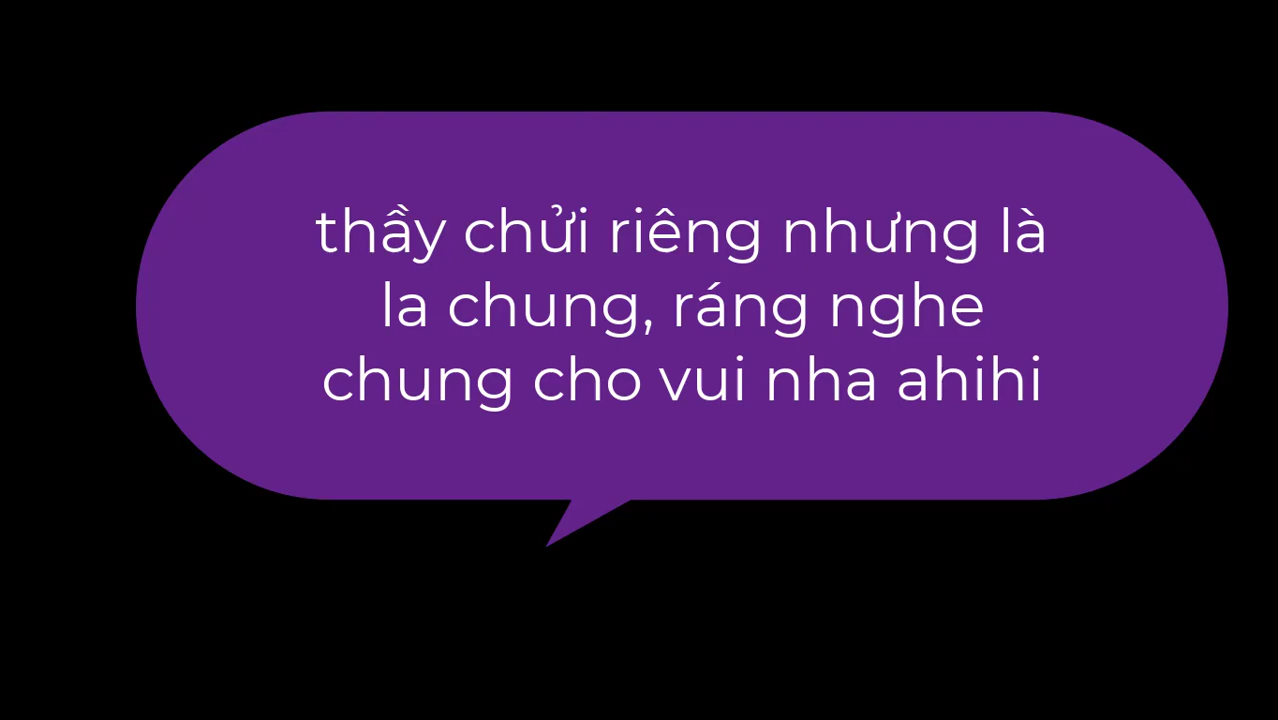 thầy chửi riêng nhưng là
la chung, ráng nghe
chung cho vui nha ahihi